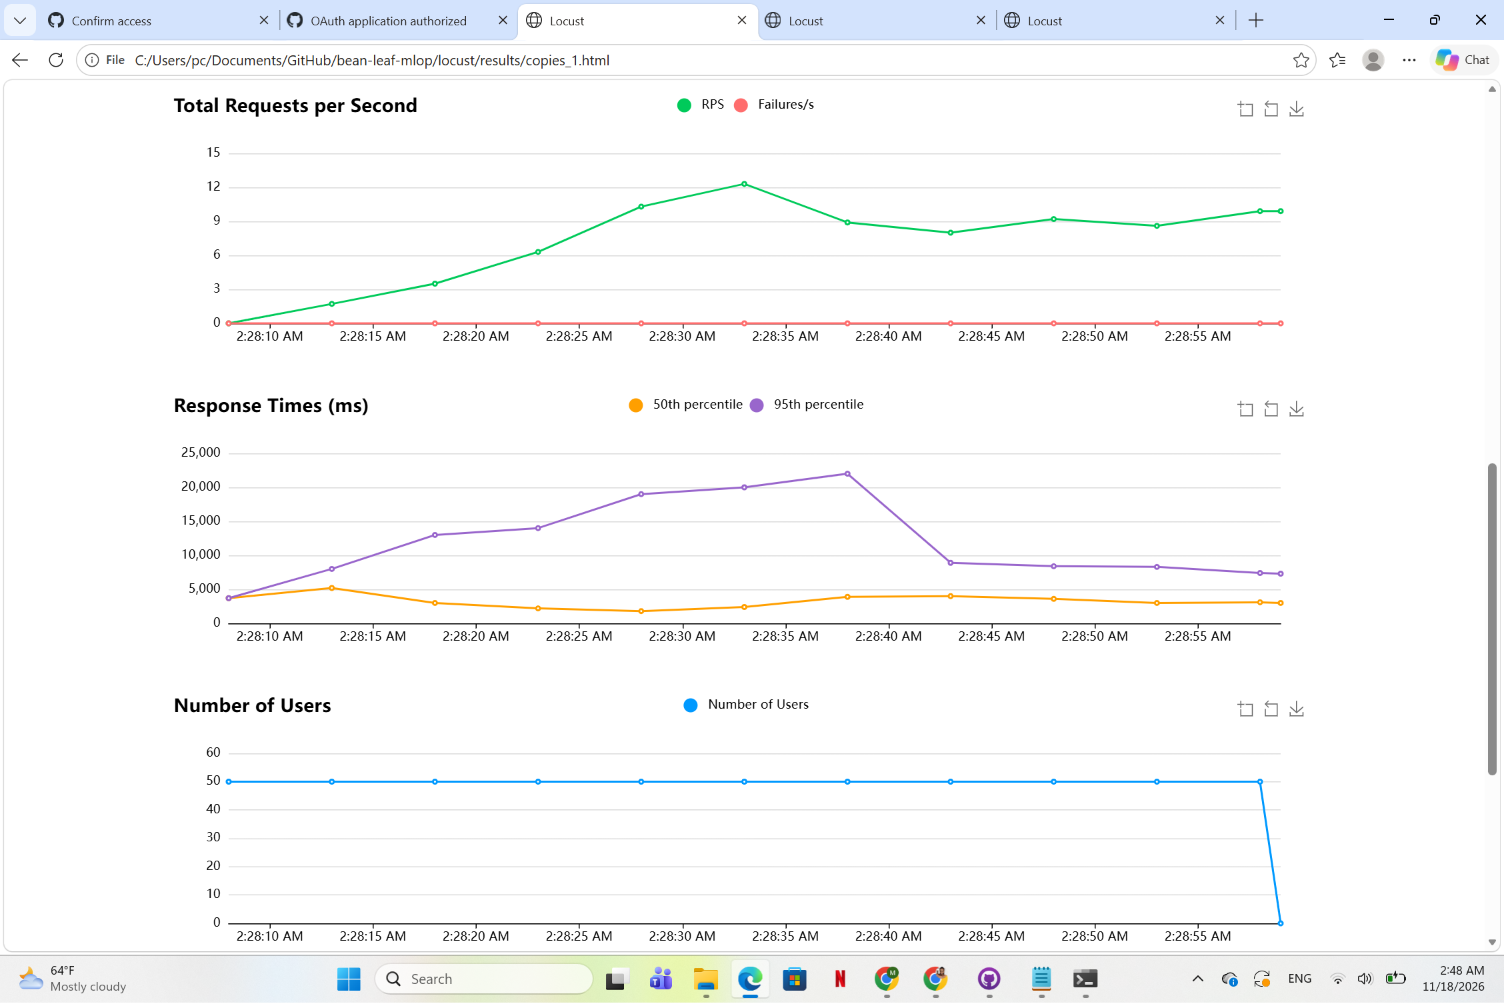 Confirm access
OAuth application authorized
Locust
Locust
Locust
File C:/Users/pc/Documents/GitHub/bean-leaf-mlop/locust/results/copies_1.html
Chat
Total Requests per Second
RPS Failures/s
15
12
9
6
3
0
2:28:10 AM 2:28:15 AM 2:28:20 AM 2:28:25 AM 2:28:30 AM 2:28:35 AM 2:28:40 AM 2:28:45 AM 2:28:50 AM 2:28:55 AM
Response Times (ms)
50th percentile 95th percentile
25,000
20,000
15,000
10,000
5,000
0
2:28:10 AM 2:28:15 AM 2:28:20 AM 2:28:25 AM 2:28:30 AM 2:28:35 AM 2:28:40 AM 2:28:45 AM 2:28:50 AM 2:28:55 AM
Number of Users
Number of Users
60
50
40
30
20
10
0
2:28:10 AM 2:28:15 AM 2:28:20 AM 2:28:25 AM 2:28:30 AM 2:28:35 AM 2:28:40 AM 2:28:45 AM 2:28:50 AM 2:28:55 AM
64°F
Mostly cloudy
Search
N
M
ENG
2:48 AM
11/18/2026